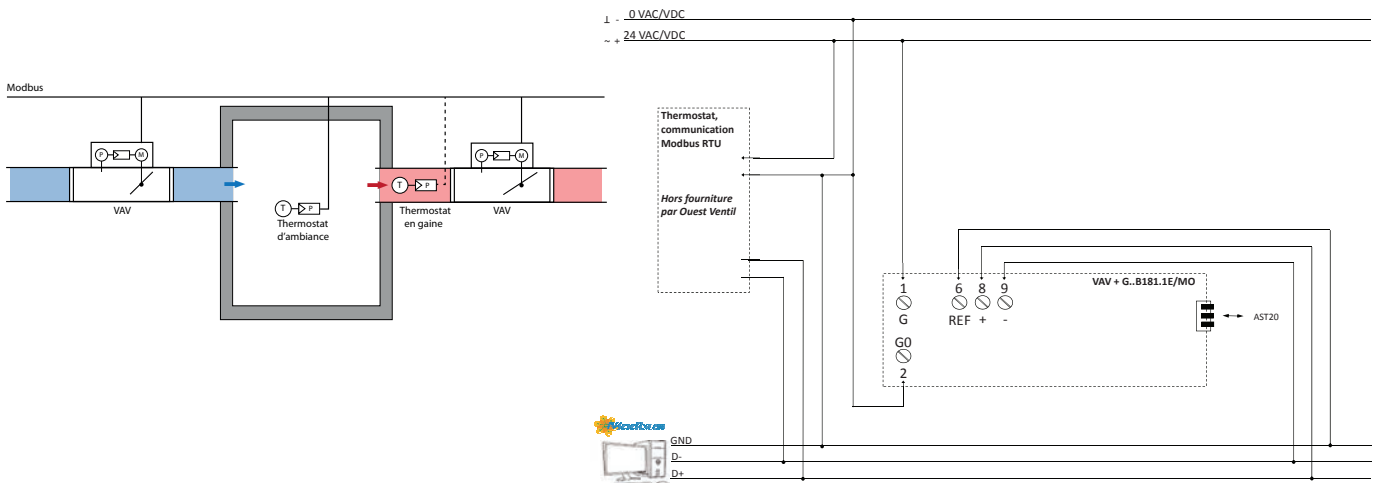 Modbus
P
M
VAV
T
P
Thermostat
d'ambiance
T
P
Thermostat
en gaine
P
M
VAV
⊥ - 0 VAC/VDC
~ + 24 VAC/VDC
Thermostat,
communication
Modbus RTU
Hors fourniture
par Ouest Ventil
VAV + G..B181.1E/MO
1 6 8 9
G REF + -
G0
2
AST20
Modbus
GND
D-
D+